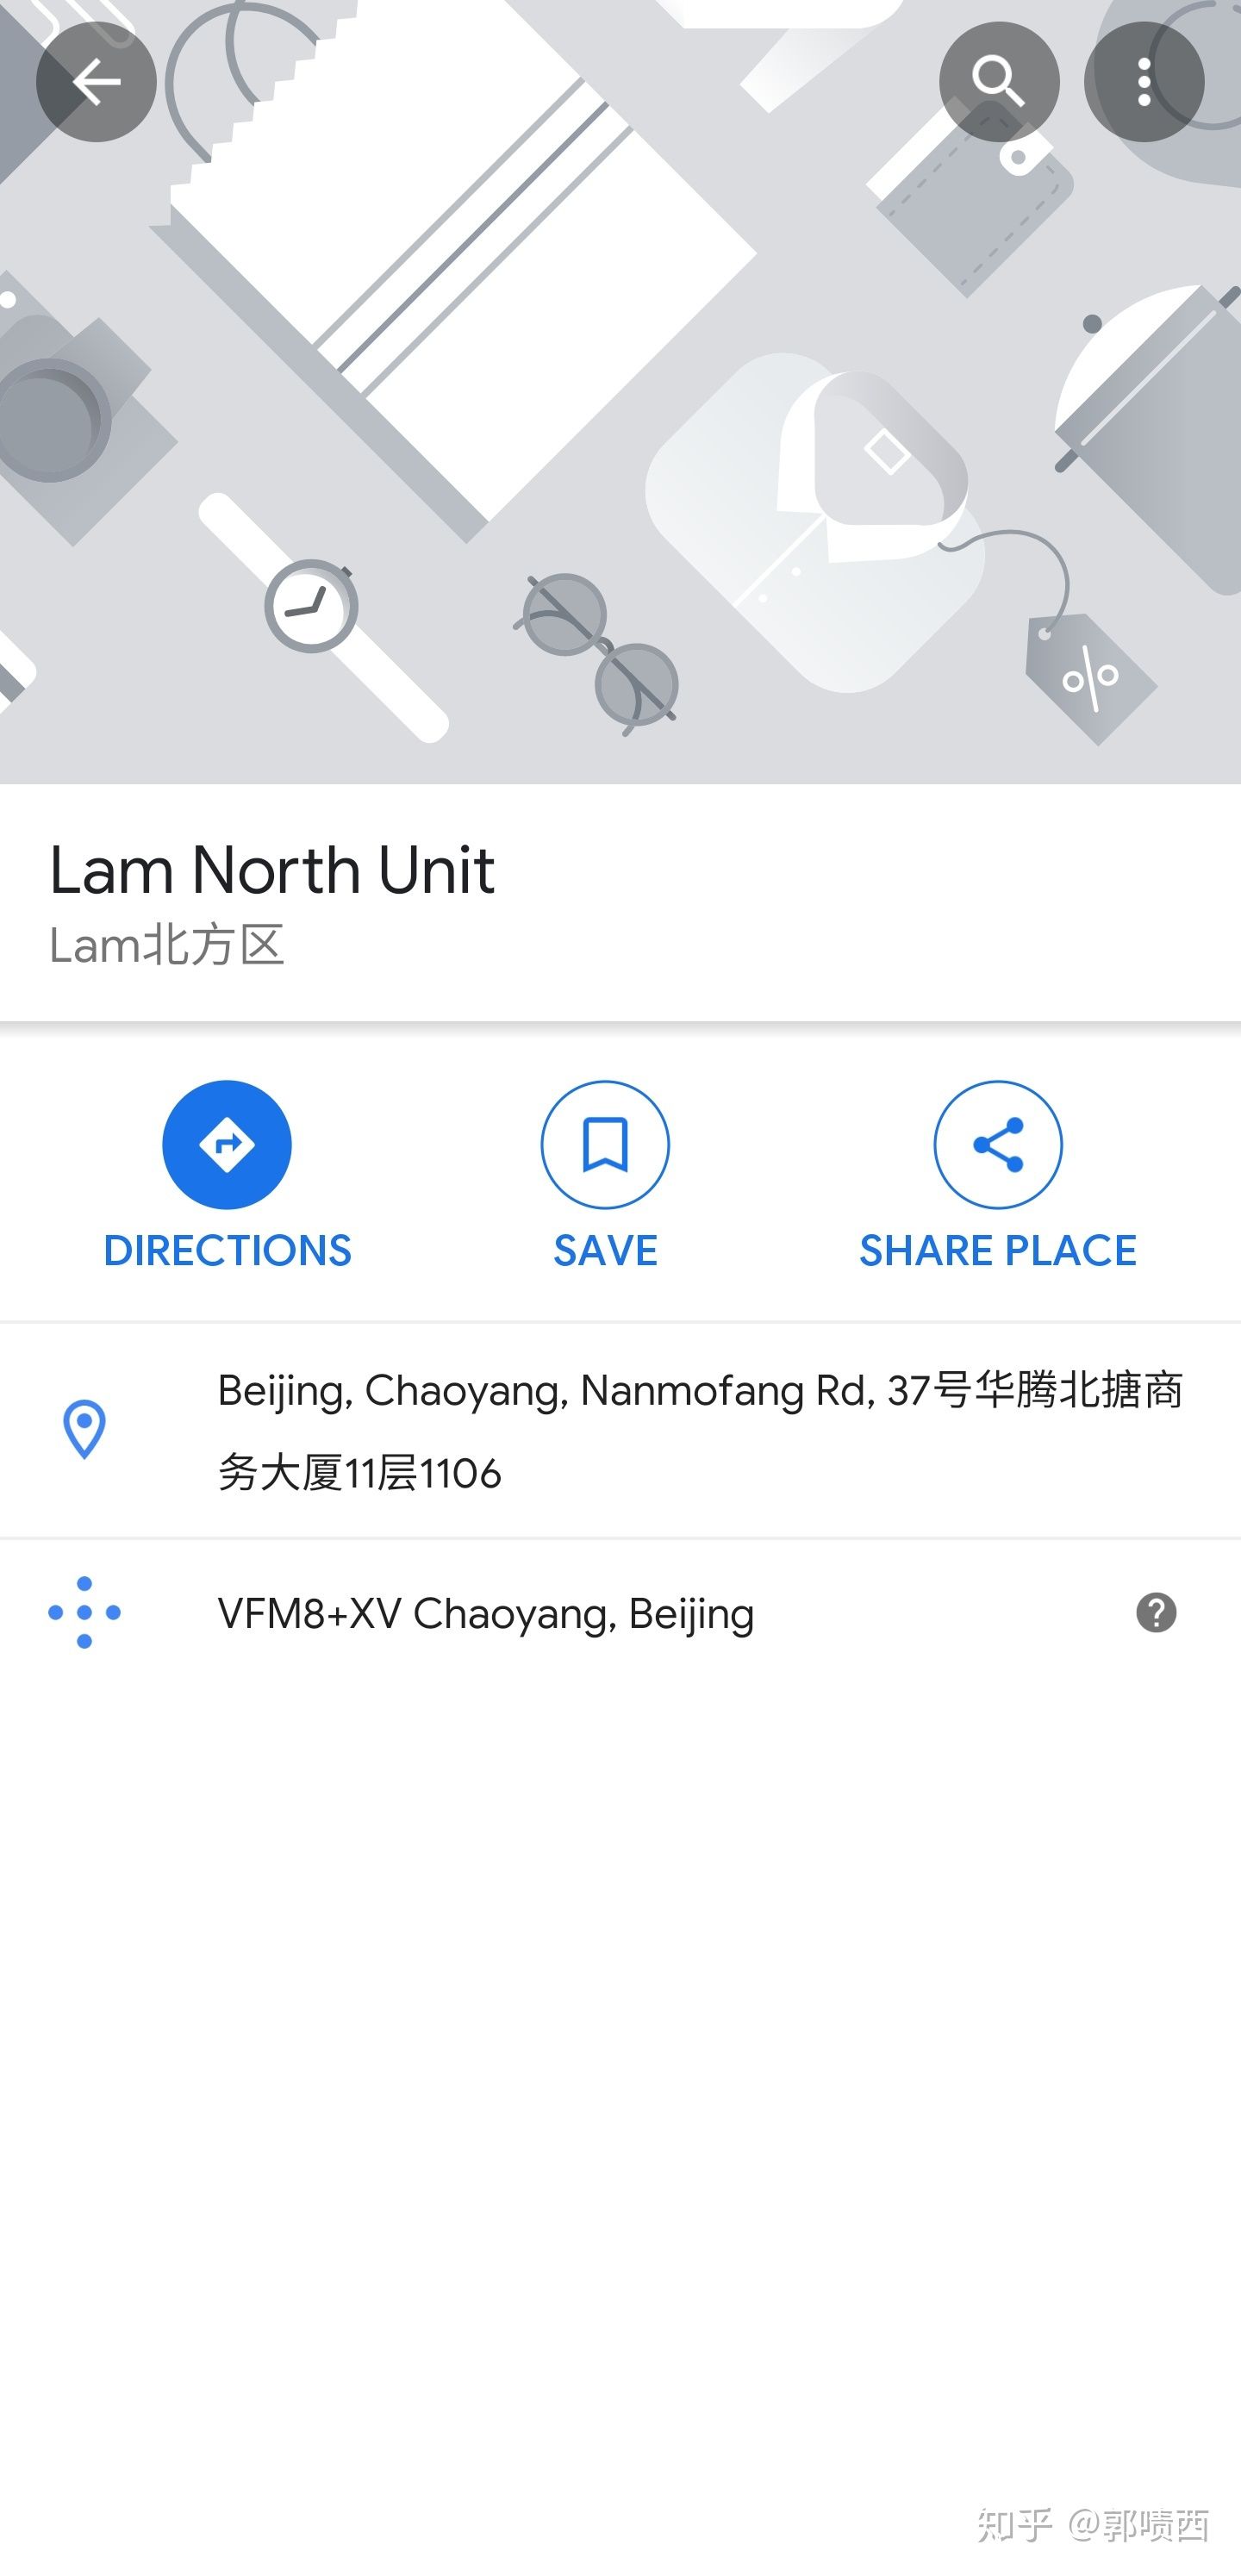 Lam North Unit
Lam北方区
DIRECTIONS
SAVE
SHARE PLACE
Beijing, Chaoyang, Nanmofang Rd, 37号华腾北搪商
务大厦11层1106
VFM8+XV Chaoyang, Beijing
知乎 @郭啧西